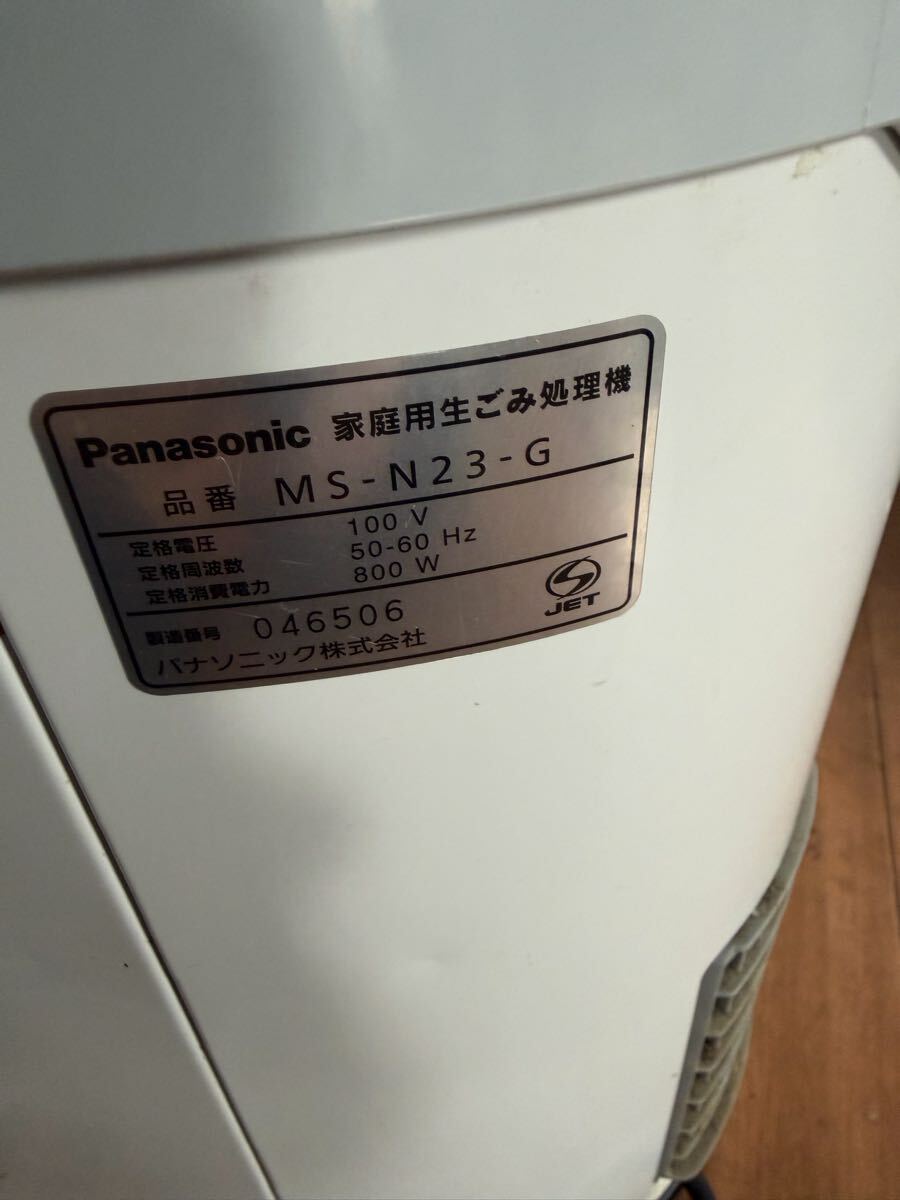 Panasonic 家庭用生ごみ処理機
品番 MS-N23-G
定格電圧 100 V
定格周波数 50-60 Hz
定格消費電力 800 W
製造番号 046506
パナソニック株式会社
JET